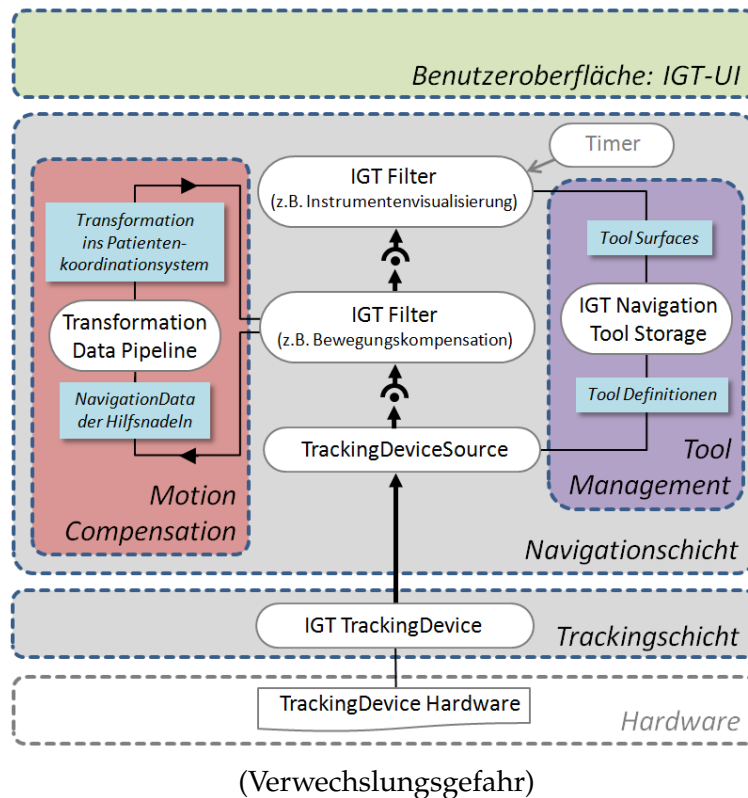 Benutzeroberfläche: IGT-UI
Timer
IGT Filter
(z.B. Instrumentenvisualisierung)
Transformation
ins Patienten-
koordinationsystem
Tool Surfaces
Transformation
Data Pipeline
IGT Filter
(z.B. Bewegungskompensation)
IGT Navigation
Tool Storage
NavigationData
der Hilfsnadeln
Tool Definitionen
TrackingDeviceSource
Motion
Compensation
Tool
Management
Navigationschicht
IGT TrackingDevice
Trackingschicht
TrackingDevice Hardware
Hardware
(Verwechslungsgefahr)